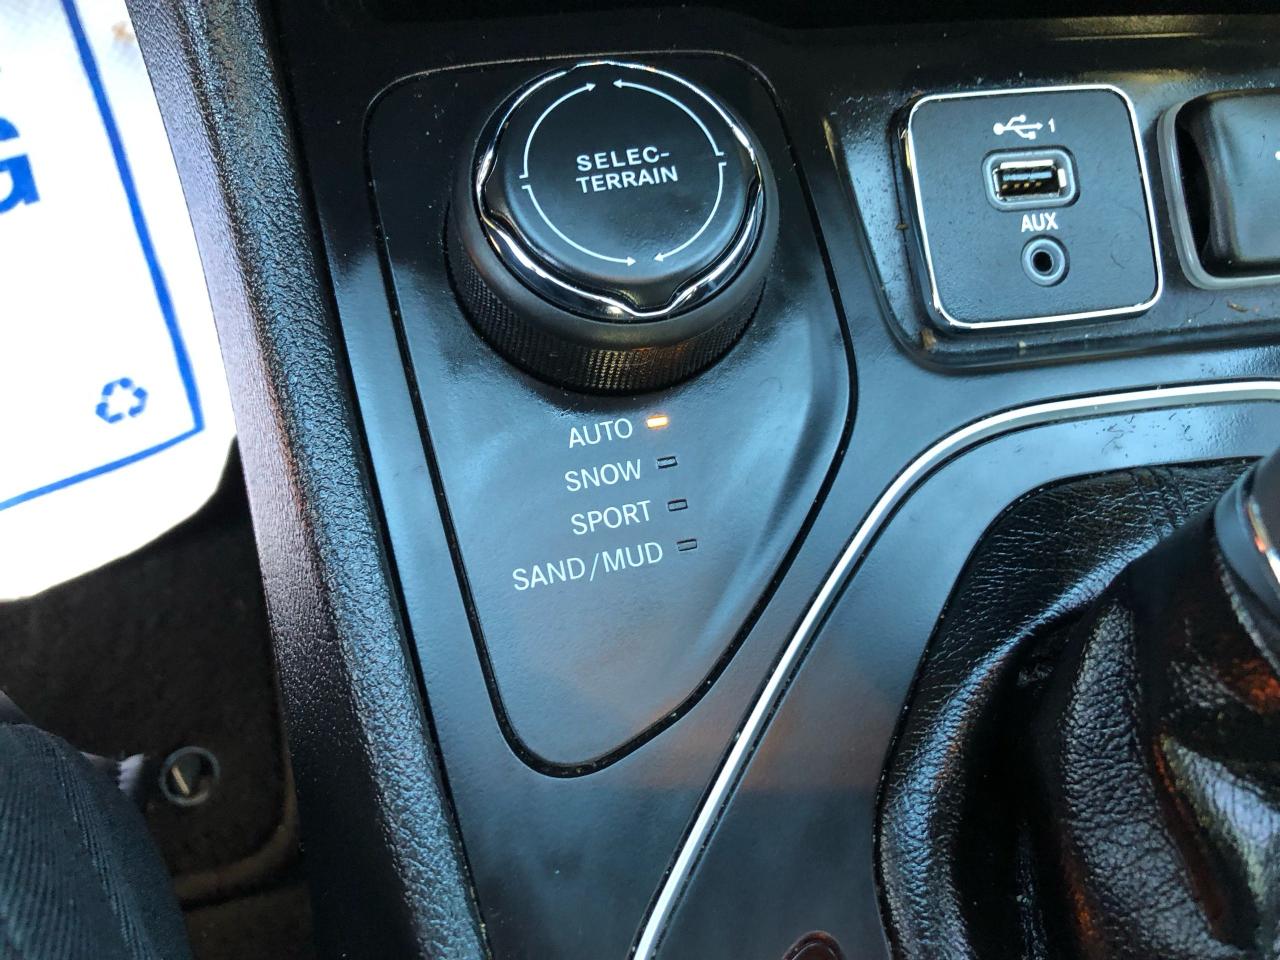 SELEC-
TERRAIN
1
AUX
AUTO
SNOW
SPORT
SAND/MUD
G